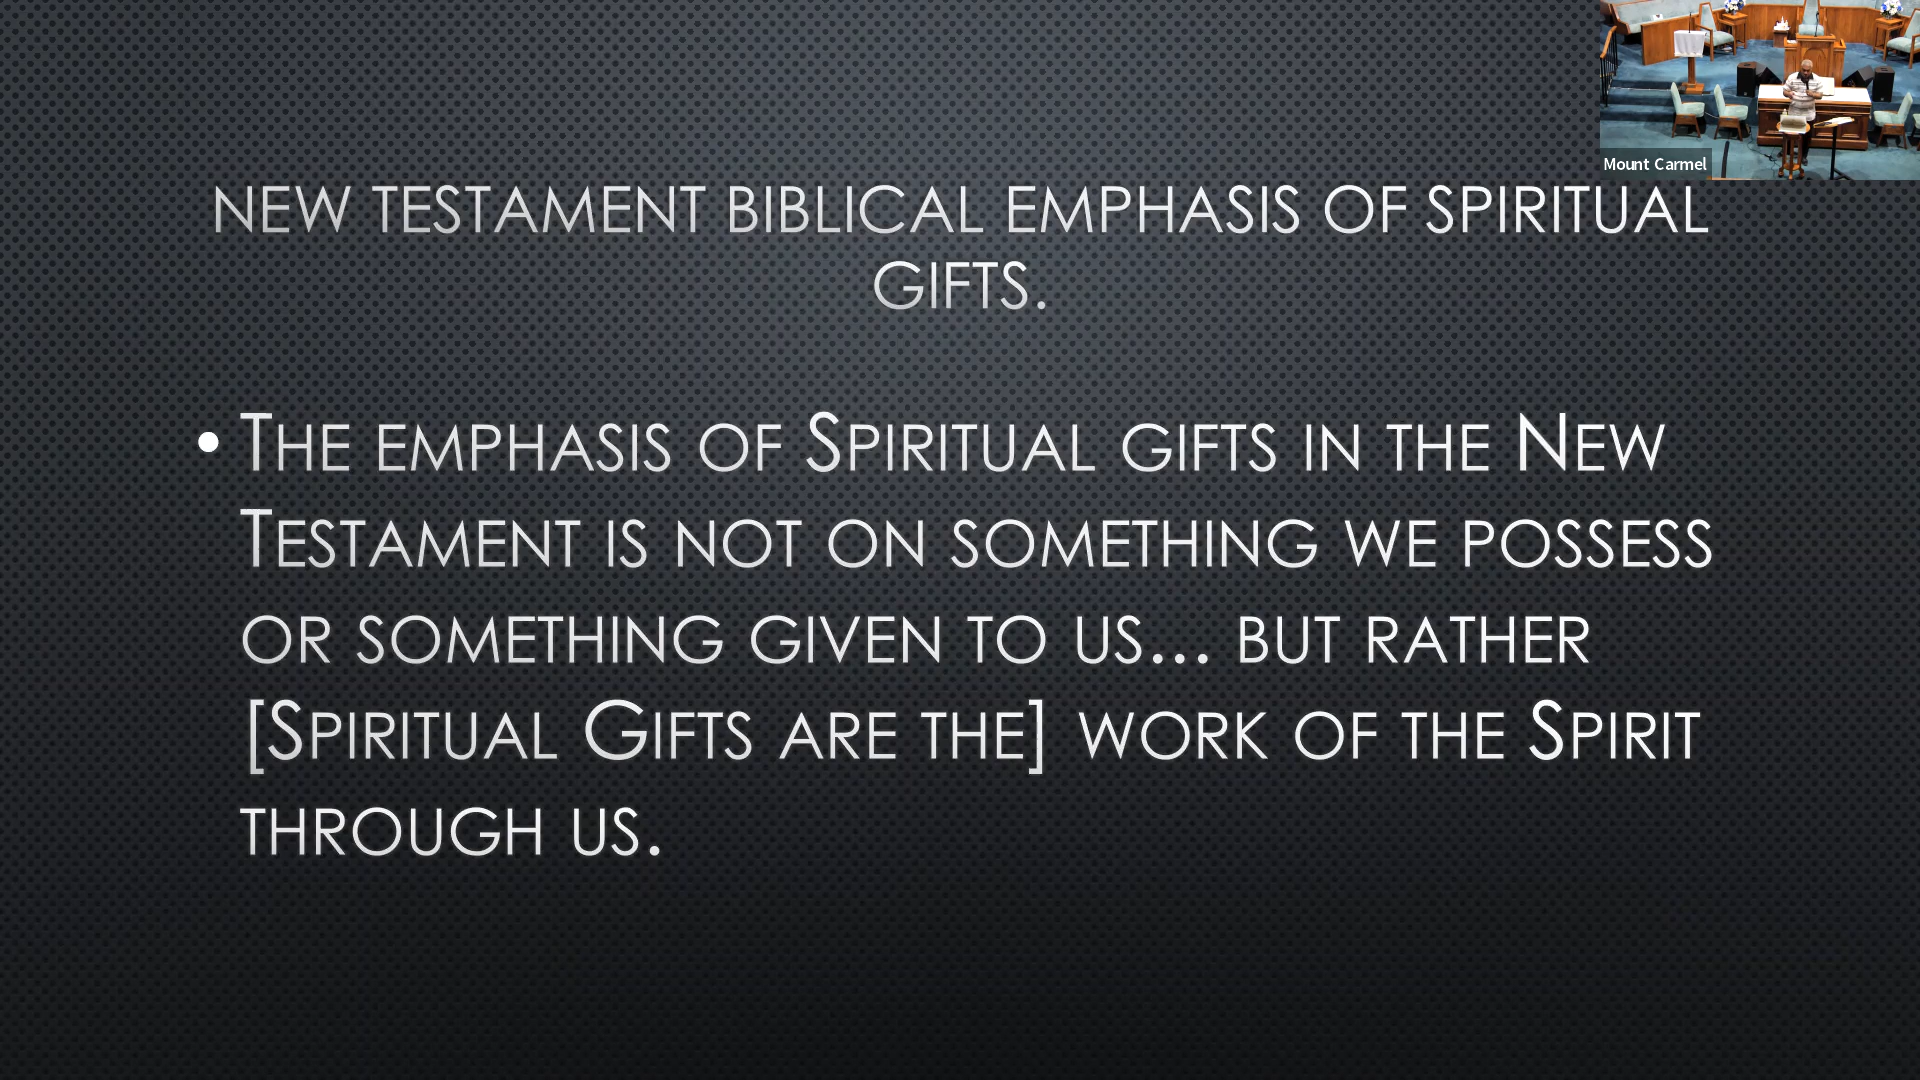 Mount Carmel
NEW TESTAMENT BIBLICAL EMPHASIS OF SPIRITUAL
GIFTS.
• The emphasis of Spiritual gifts in the New
Testament is not on something we possess
or something given to us... but rather
[Spiritual Gifts are the] work of the Spirit
through us.